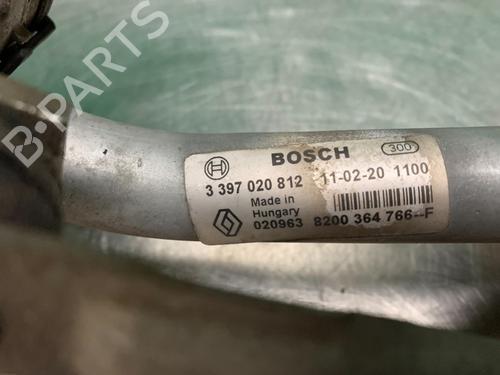 B-PARTS
BOSCH 300
3 397 020 812 11-02-20 1100
Made in
Hungary
020963 8200 364 766--F